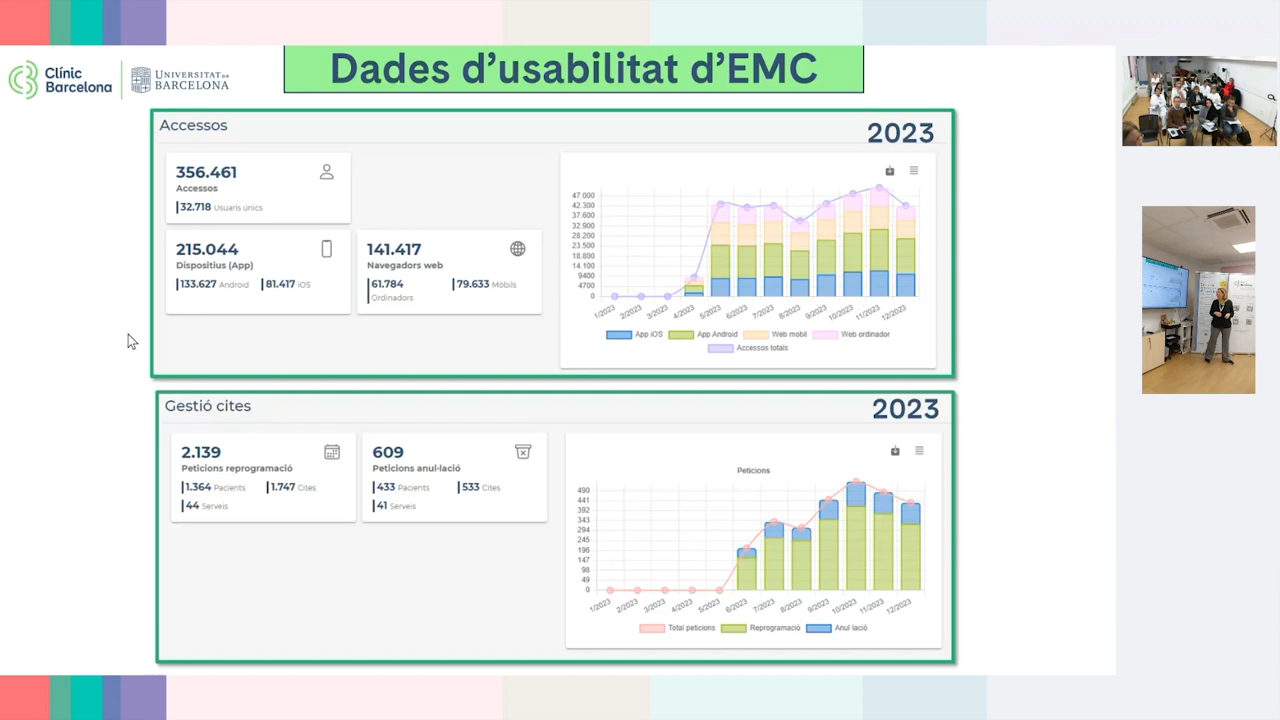 Dades d'usabilitat d'EMC
Clínic
Barcelona
UNIVERSITAT DE
BARCELONA
Accessos
2023
356.461
Accessos
32.718 Usuaris únics
215.044
Dispositius (App)
133.627 Android
81.417 iOS
141.417
Navegadors web
61.784
Ordinadors
79.633 Mòbils
47.000
42.300
37.600
32.900
28.200
23.500
18.800
14.100
9400
4700
0
1/2023
2/2023
3/2023
4/2023
5/2023
6/2023
7/2023
8/2023
9/2023
10/2023
11/2023
12/2023
App iOS
App Android
Web mobil
Web ordinador
Accessos totals
Gestió cites
2023
2.139
Peticions reprogramació
1.364 Pacients
1.747 Cites
44 Serveis
609
Peticions anul·lació
433 Pacients
533 Cites
41 Serveis
Peticions
490
441
392
343
294
245
196
147
98
49
0
1/2023
2/2023
3/2023
4/2023
5/2023
6/2023
7/2023
8/2023
9/2023
10/2023
11/2023
12/2023
Total peticions
Reprogramació
Anul·lació